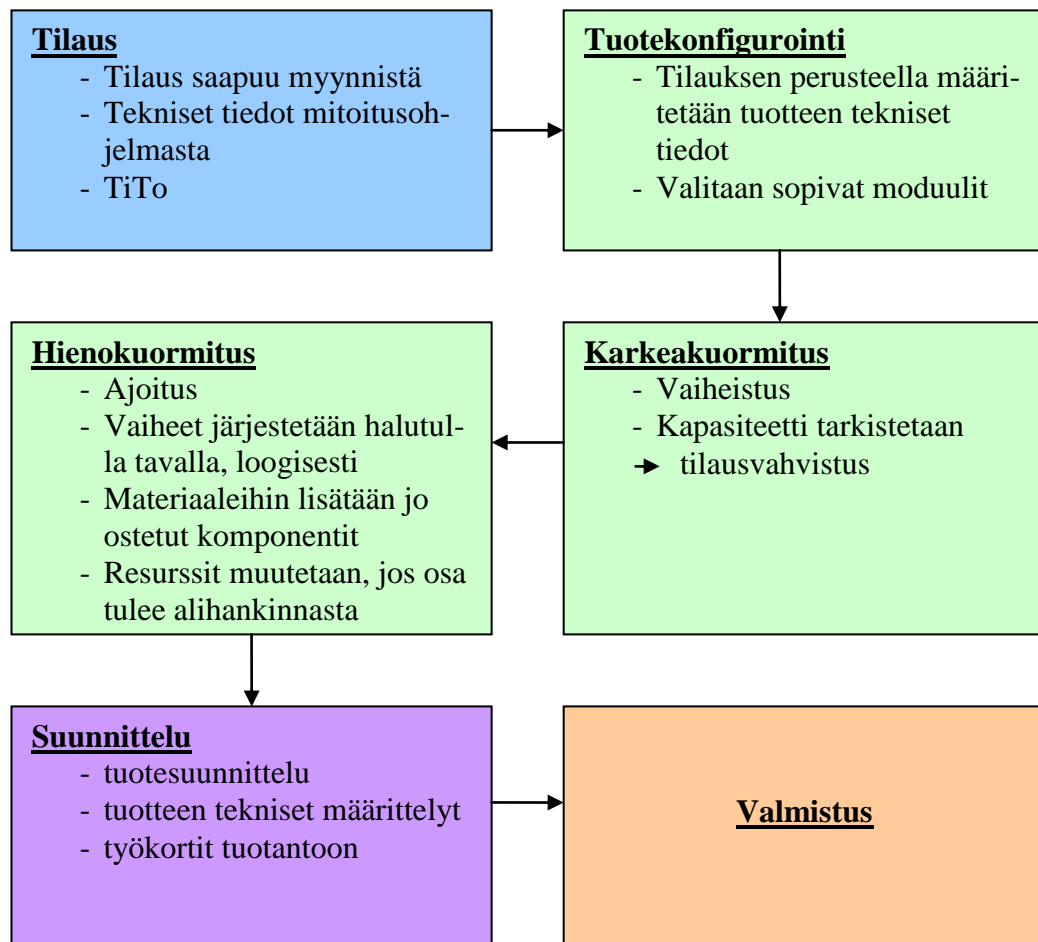 Tilaus
- Tilaus saapuu myynnistä
- Tekniset tiedot mitoitusoh-
jelmasta
- TiTo
Tuotekonfigurointi
- Tilauksen perusteella määri-
tetään tuotteen tekniset
tiedot
- Valitaan sopivat moduulit
Karkeakuormitus
- Vaiheistus
- Kapasiteetti tarkistetaan
→ tilausvahvistus
Hienokuormitus
- Ajoitus
- Vaiheet järjestetään halutul-
la tavalla, loogisesti
- Materiaaleihin lisätään jo
ostetut komponentit
- Resurssit muutetaan, jos osa
tulee alihankinnasta
Suunnittelu
- tuotesuunnittelu
- tuotteen tekniset määrittelyt
- työkortit tuotantoon
Valmistus